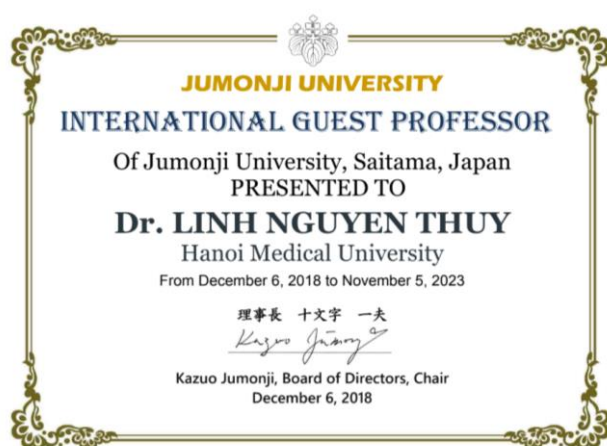 JUMONJI UNIVERSITY
INTERNATIONAL GUEST PROFESSOR
Of Jumonji University, Saitama, Japan
PRESENTED TO
Dr. LINH NGUYEN THUY
Hanoi Medical University
From December 6, 2018 to November 5, 2023
理事長 十文字 一夫
Kazuo Jumonji
Kazuo Jumonji, Board of Directors, Chair
December 6, 2018